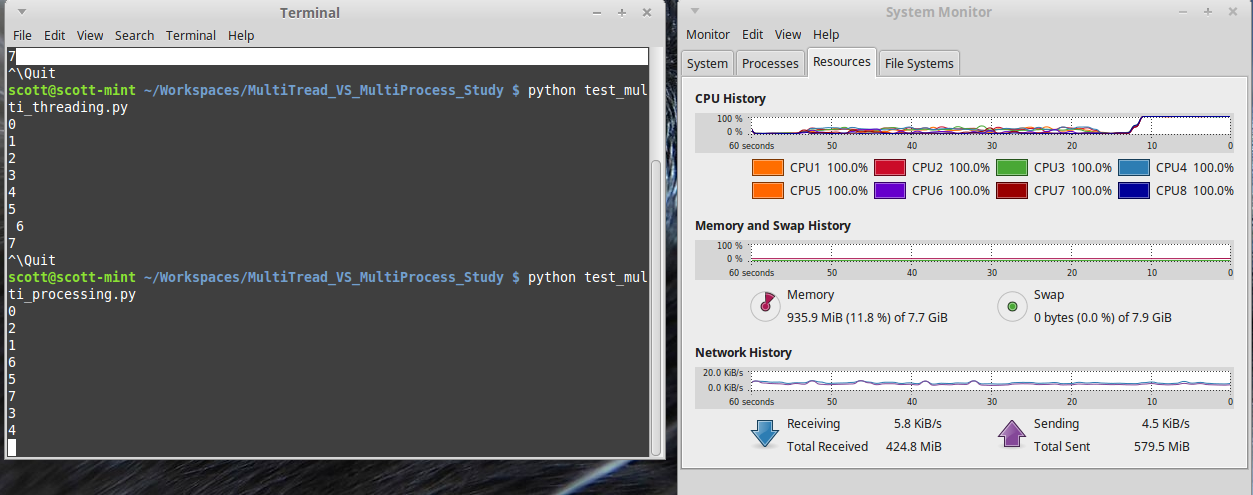 Terminal
File Edit View Search Terminal Help
7
^\Quit
scott@scott-mint ~/Workspaces/MultiTread_VS_MultiProcess_Study $ python test_mul
ti_threading.py
0
1
2
3
4
5
 6
7
^\Quit
scott@scott-mint ~/Workspaces/MultiTread_VS_MultiProcess_Study $ python test_mul
ti_processing.py
0
2
1
6
5
7
3
4
System Monitor
Monitor Edit View Help
System Processes Resources File Systems
CPU History
100 %
0 %
60 seconds 50 40 30 20 10 0
CPU1 100.0% CPU2 100.0% CPU3 100.0% CPU4 100.0%
CPU5 100.0% CPU6 100.0% CPU7 100.0% CPU8 100.0%
Memory and Swap History
100 %
0 %
60 seconds 50 40 30 20 10 0
Memory
935.9 MiB (11.8 %) of 7.7 GiB
Swap
0 bytes (0.0 %) of 7.9 GiB
Network History
20.0 KiB/s
0.0 KiB/s
60 seconds 50 40 30 20 10 0
Receiving 5.8 KiB/s
Total Received 424.8 MiB
Sending 4.5 KiB/s
Total Sent 579.5 MiB